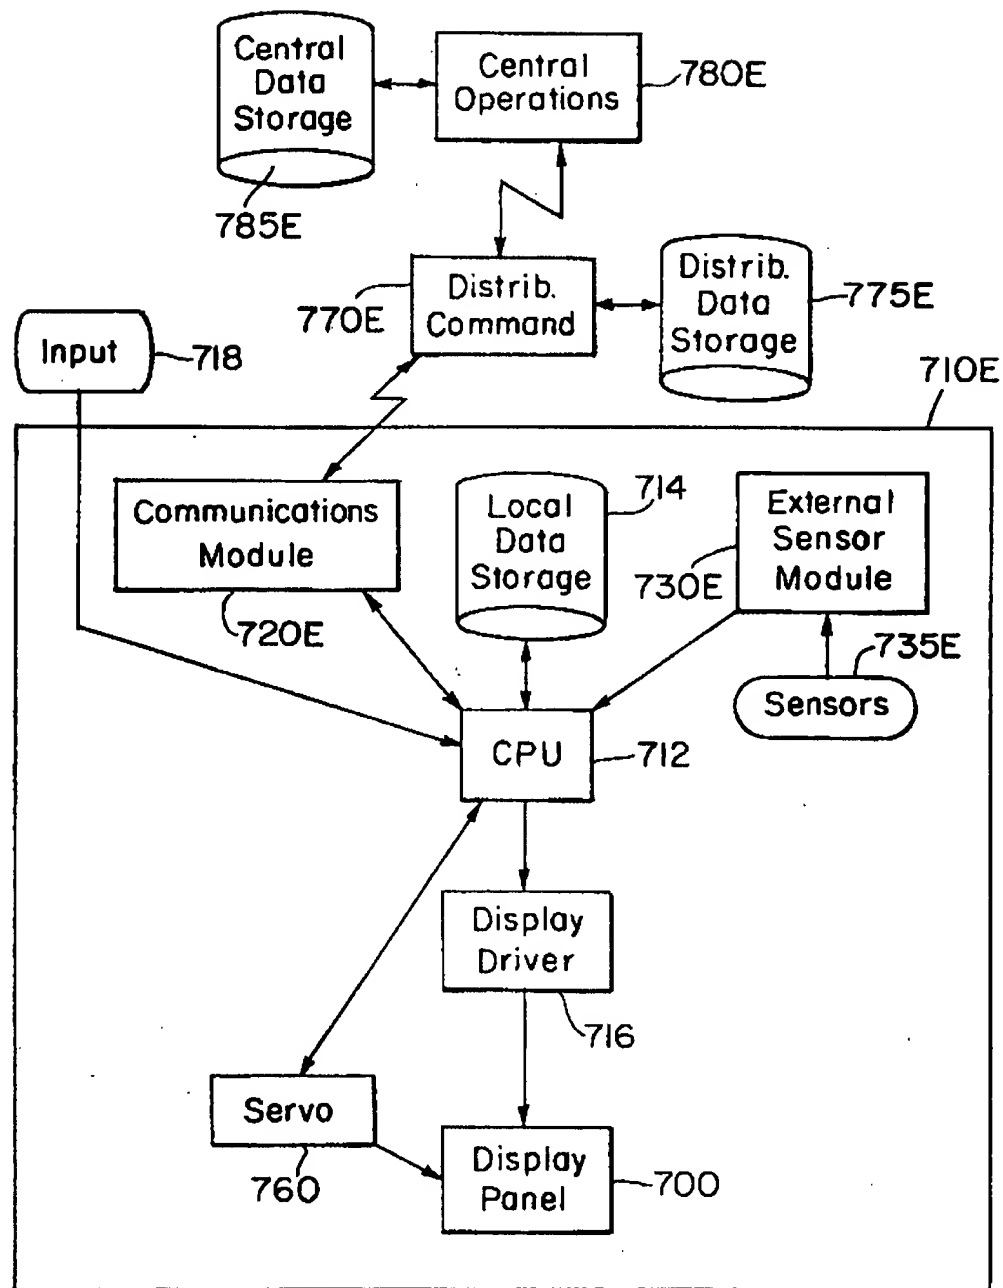 Central
Data
Storage
785E
Central
Operations
780E
Distrib.
Command
770E
Distrib.
Data
Storage
775E
Input
718
710E
Communications
Module
720E
Local
Data
Storage
714
External
Sensor
Module
730E
735E
Sensors
CPU
712
Display
Driver
716
Servo
760
Display
Panel
700